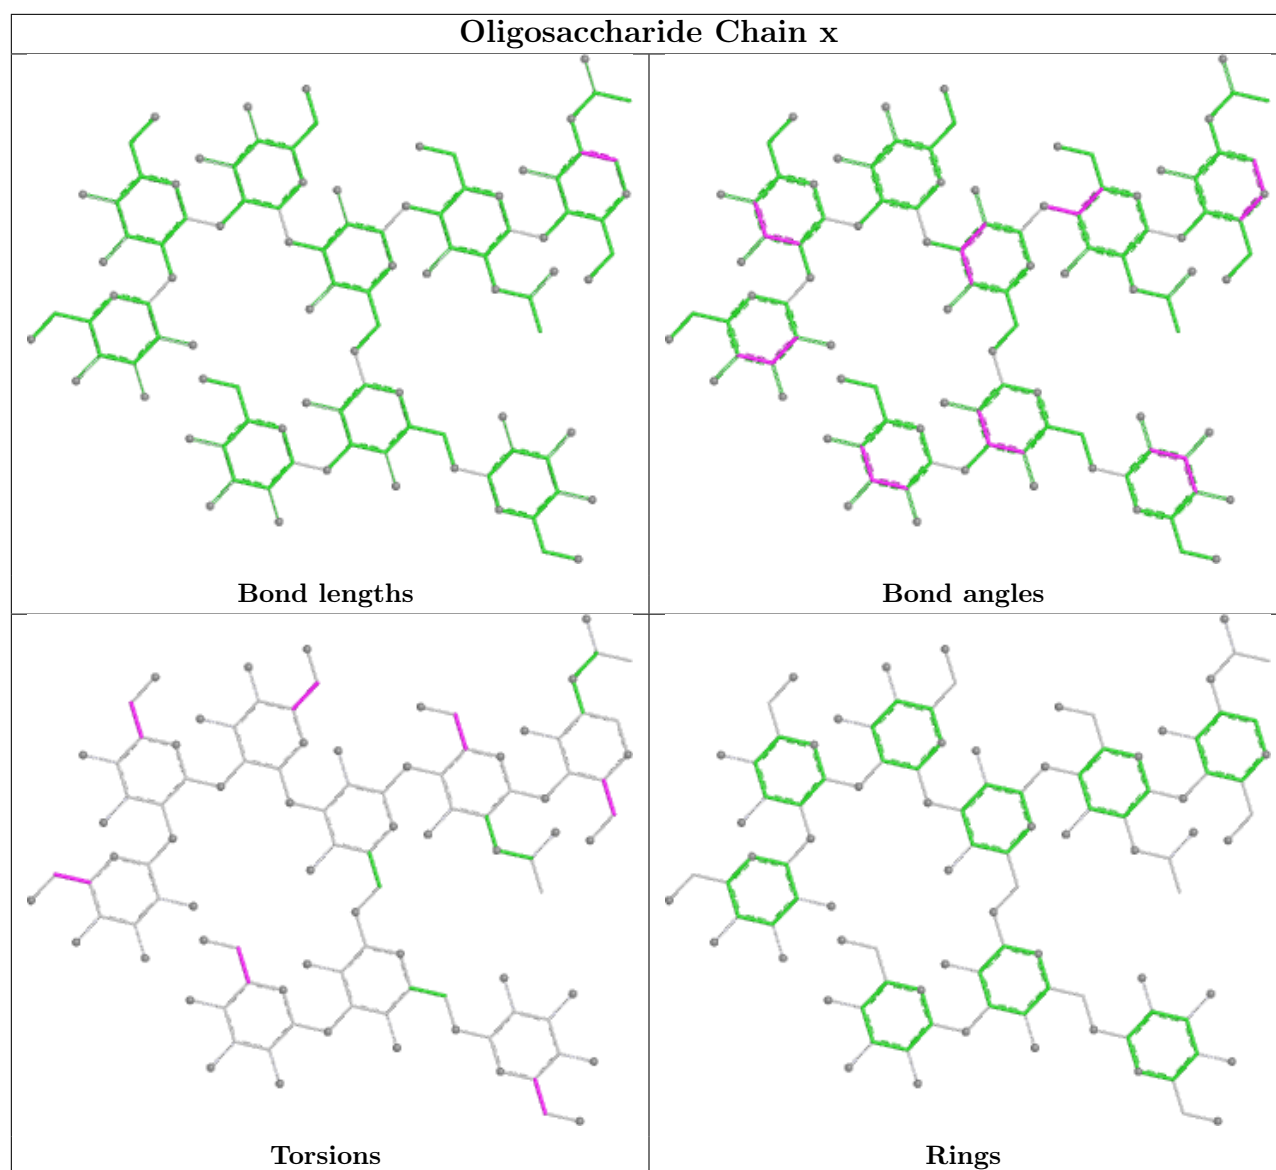 Oligosaccharide Chain x
Bond lengths
Bond angles
Torsions
Rings